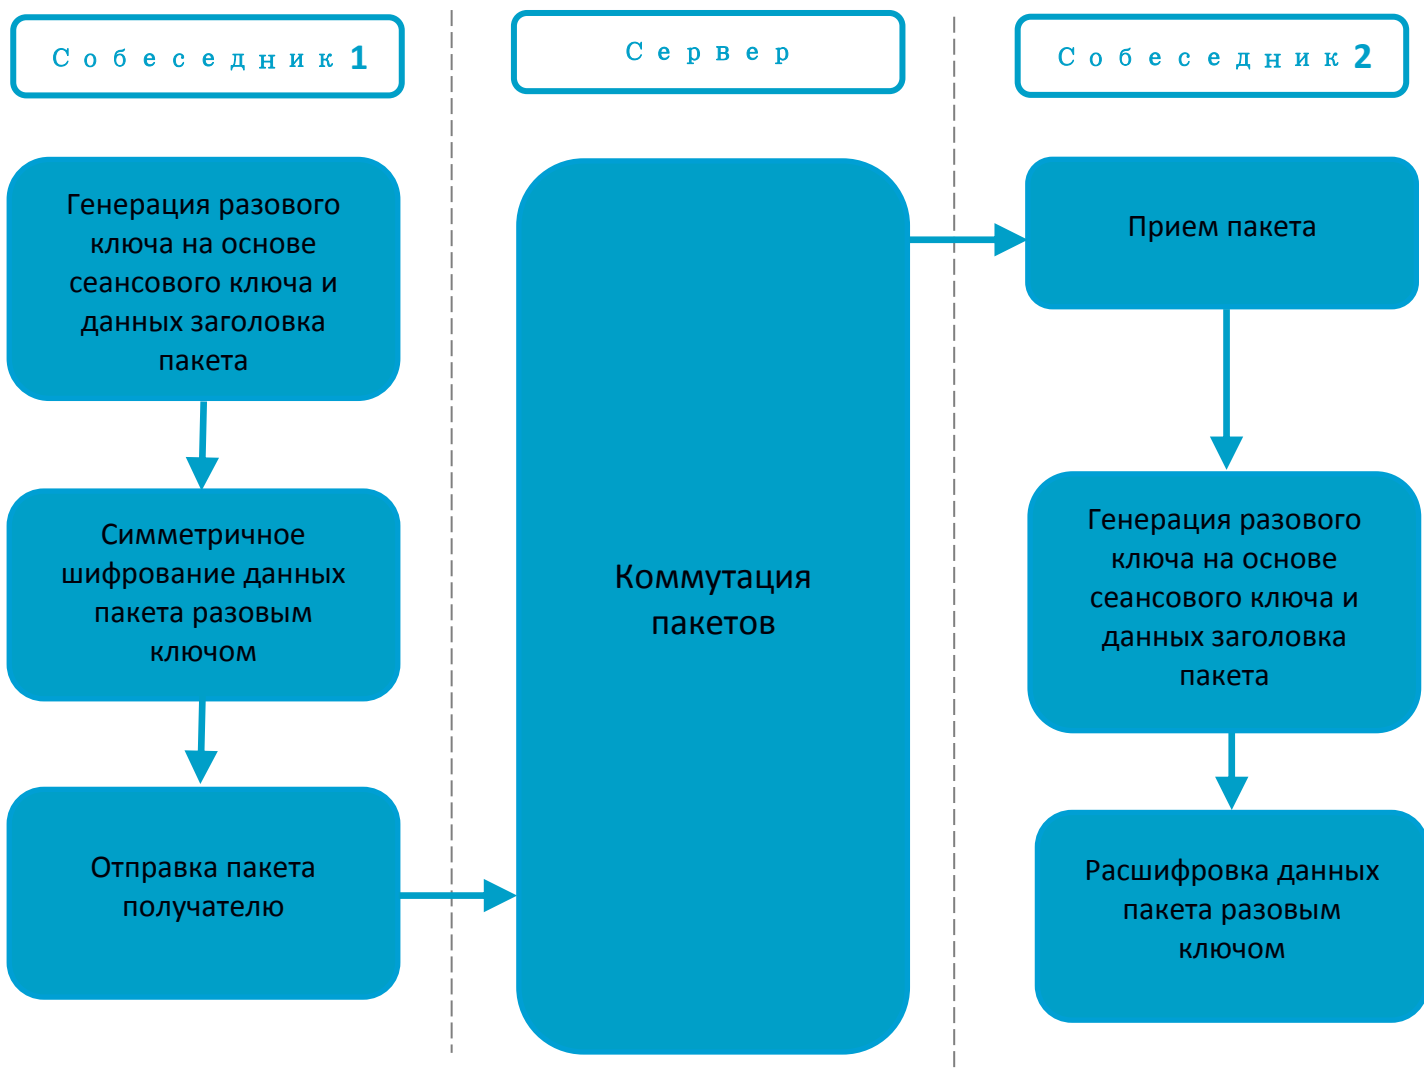 Собеседник 1
Сервер
Собеседник 2
Генерация разового
ключа на основе
сеансового ключа и
данных заголовка
пакета
Симметричное
шифрование данных
пакета разовым
ключом
Отправка пакета
получателю
Коммутация
пакетов
Прием пакета
Генерация разового
ключа на основе
сеансового ключа и
данных заголовка
пакета
Расшифровка данных
пакета разовым
ключом